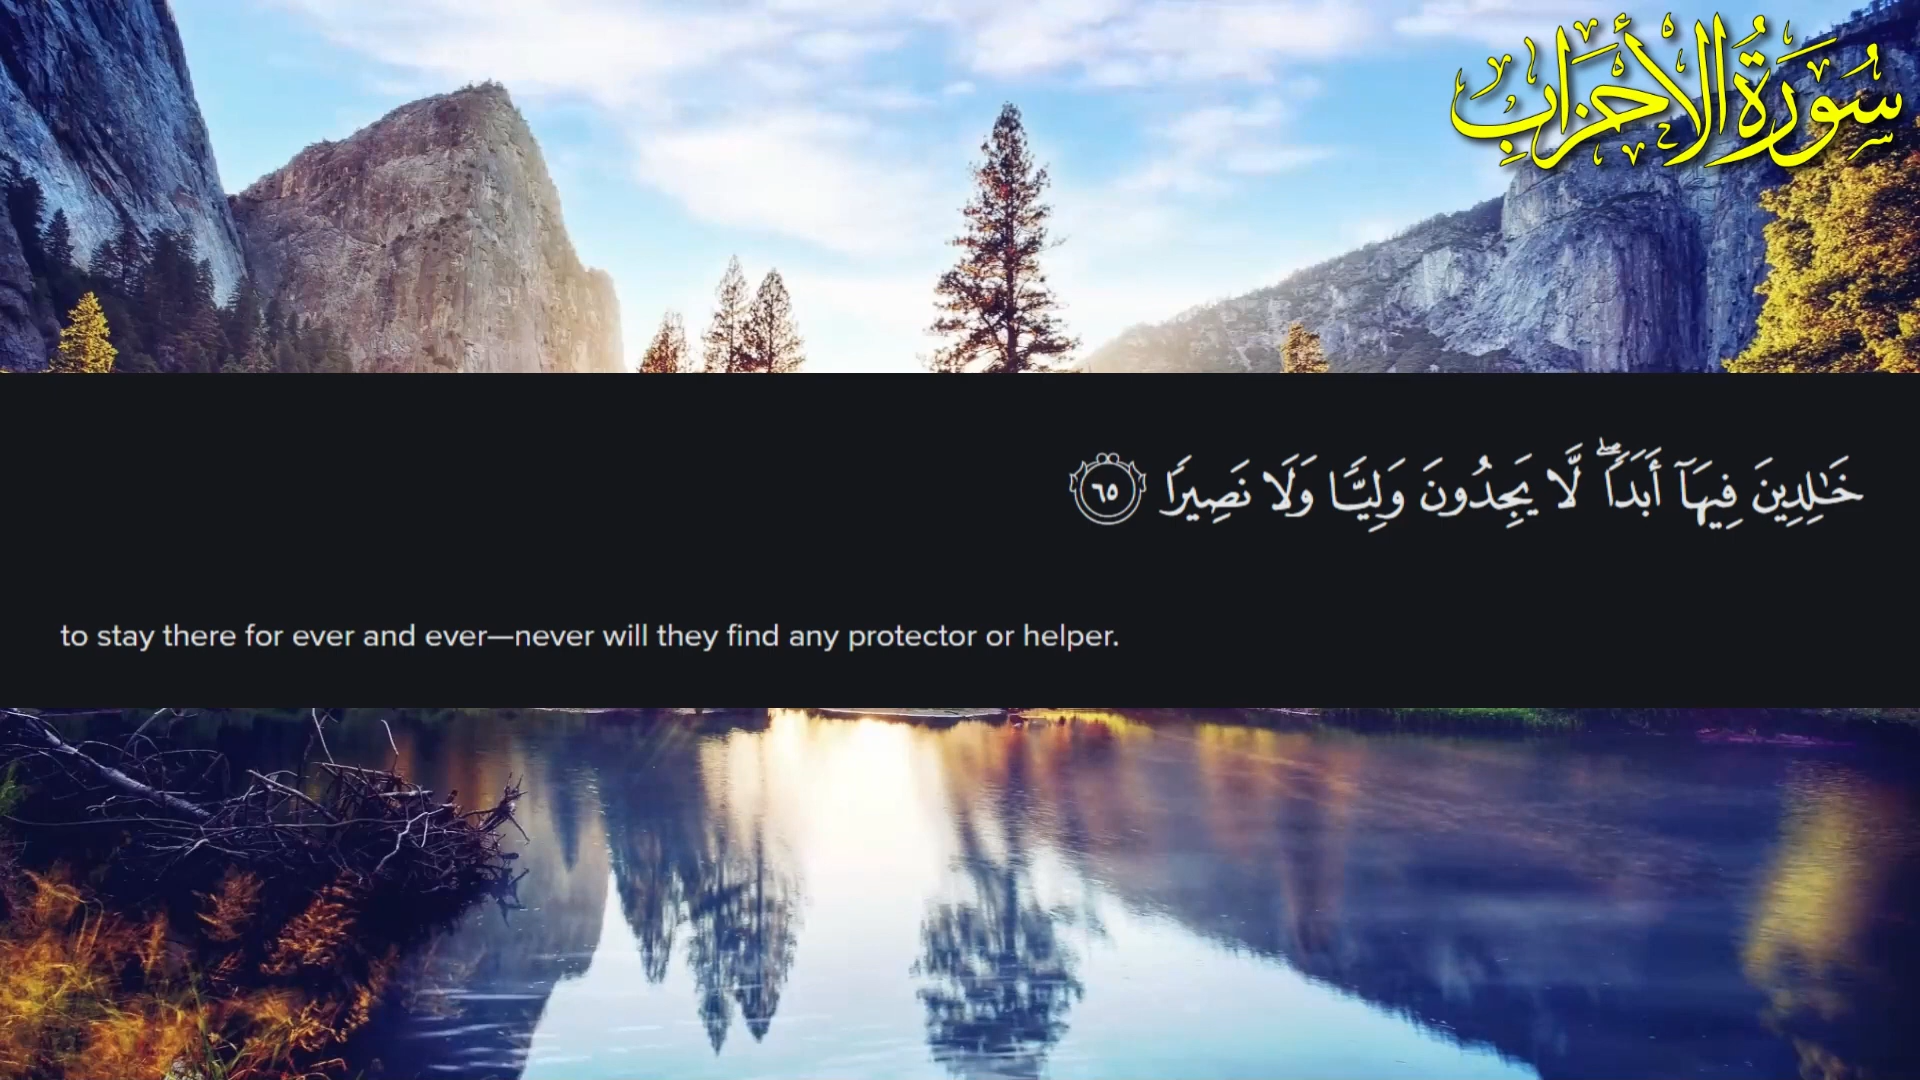 سُورَةُ الأَحْزَابِ
خَـٰلِدِينَ فِيهَآ أَبَدًا ۖ لَّا يَجِدُونَ وَلِيًّا وَلَا نَصِيرًا ٦٥
to stay there for ever and ever—never will they find any protector or helper.